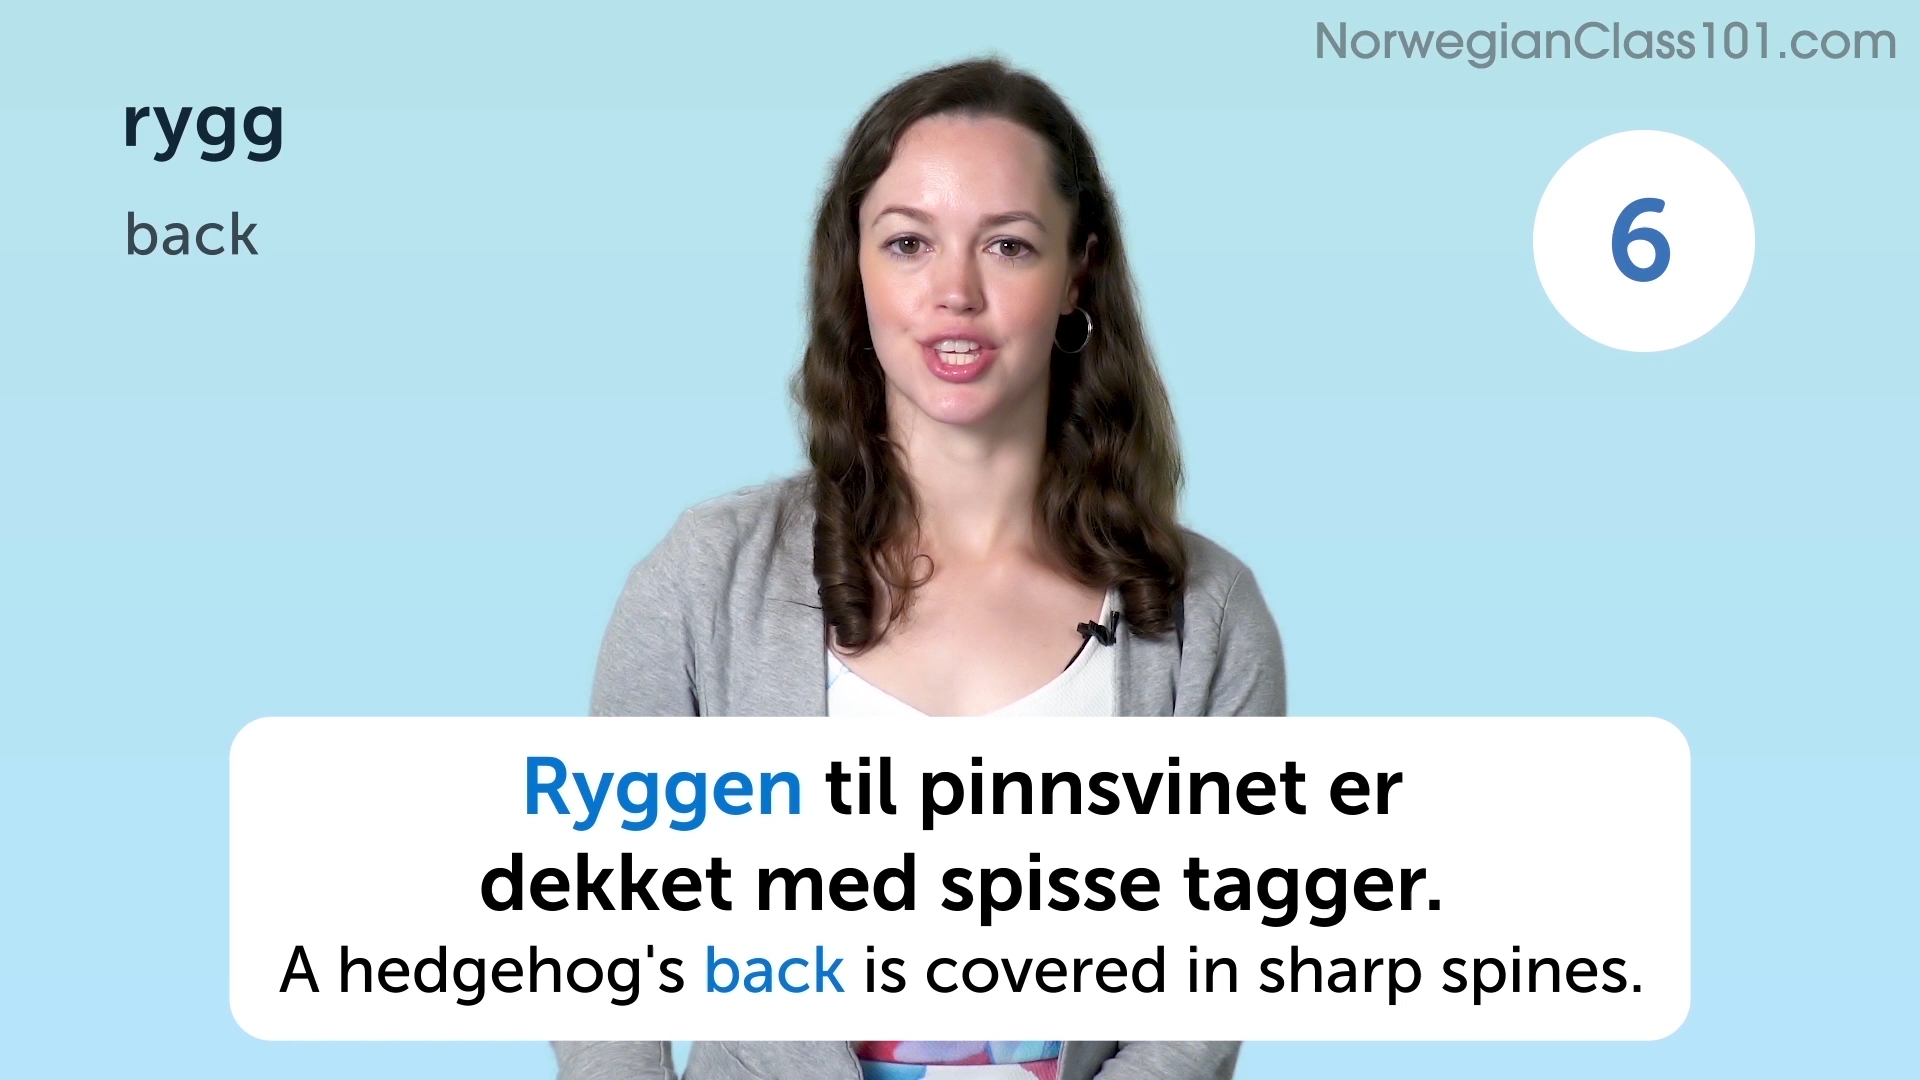 NorwegianClass101.com
rygg
back
6
Ryggen til pinnsvinet er
dekket med spisse tagger.
A hedgehog's back is covered in sharp spines.